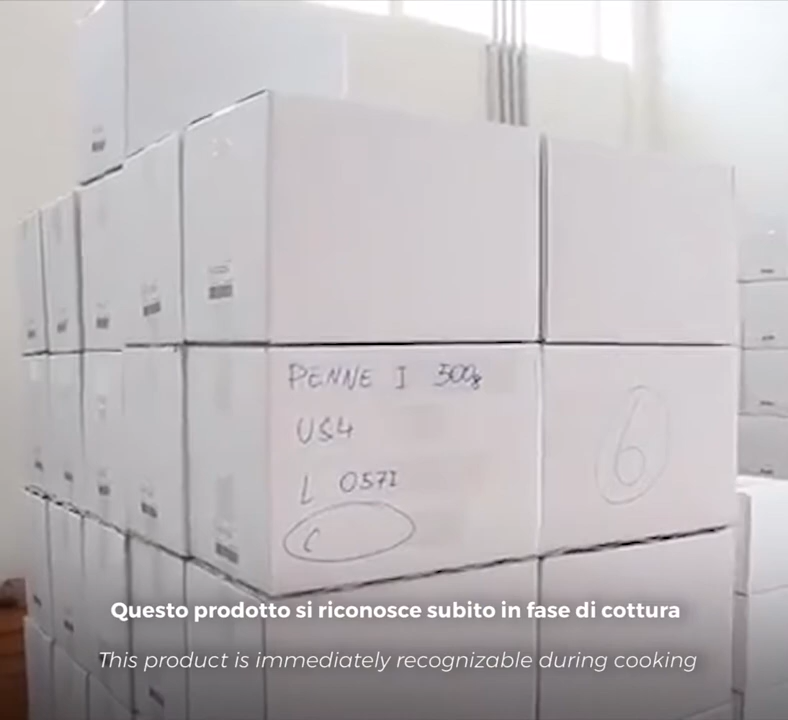 PENNE I 500g
US4
L 0571
C
6
Questo prodotto si riconosce subito in fase di cottura
This product is immediately recognizable during cooking